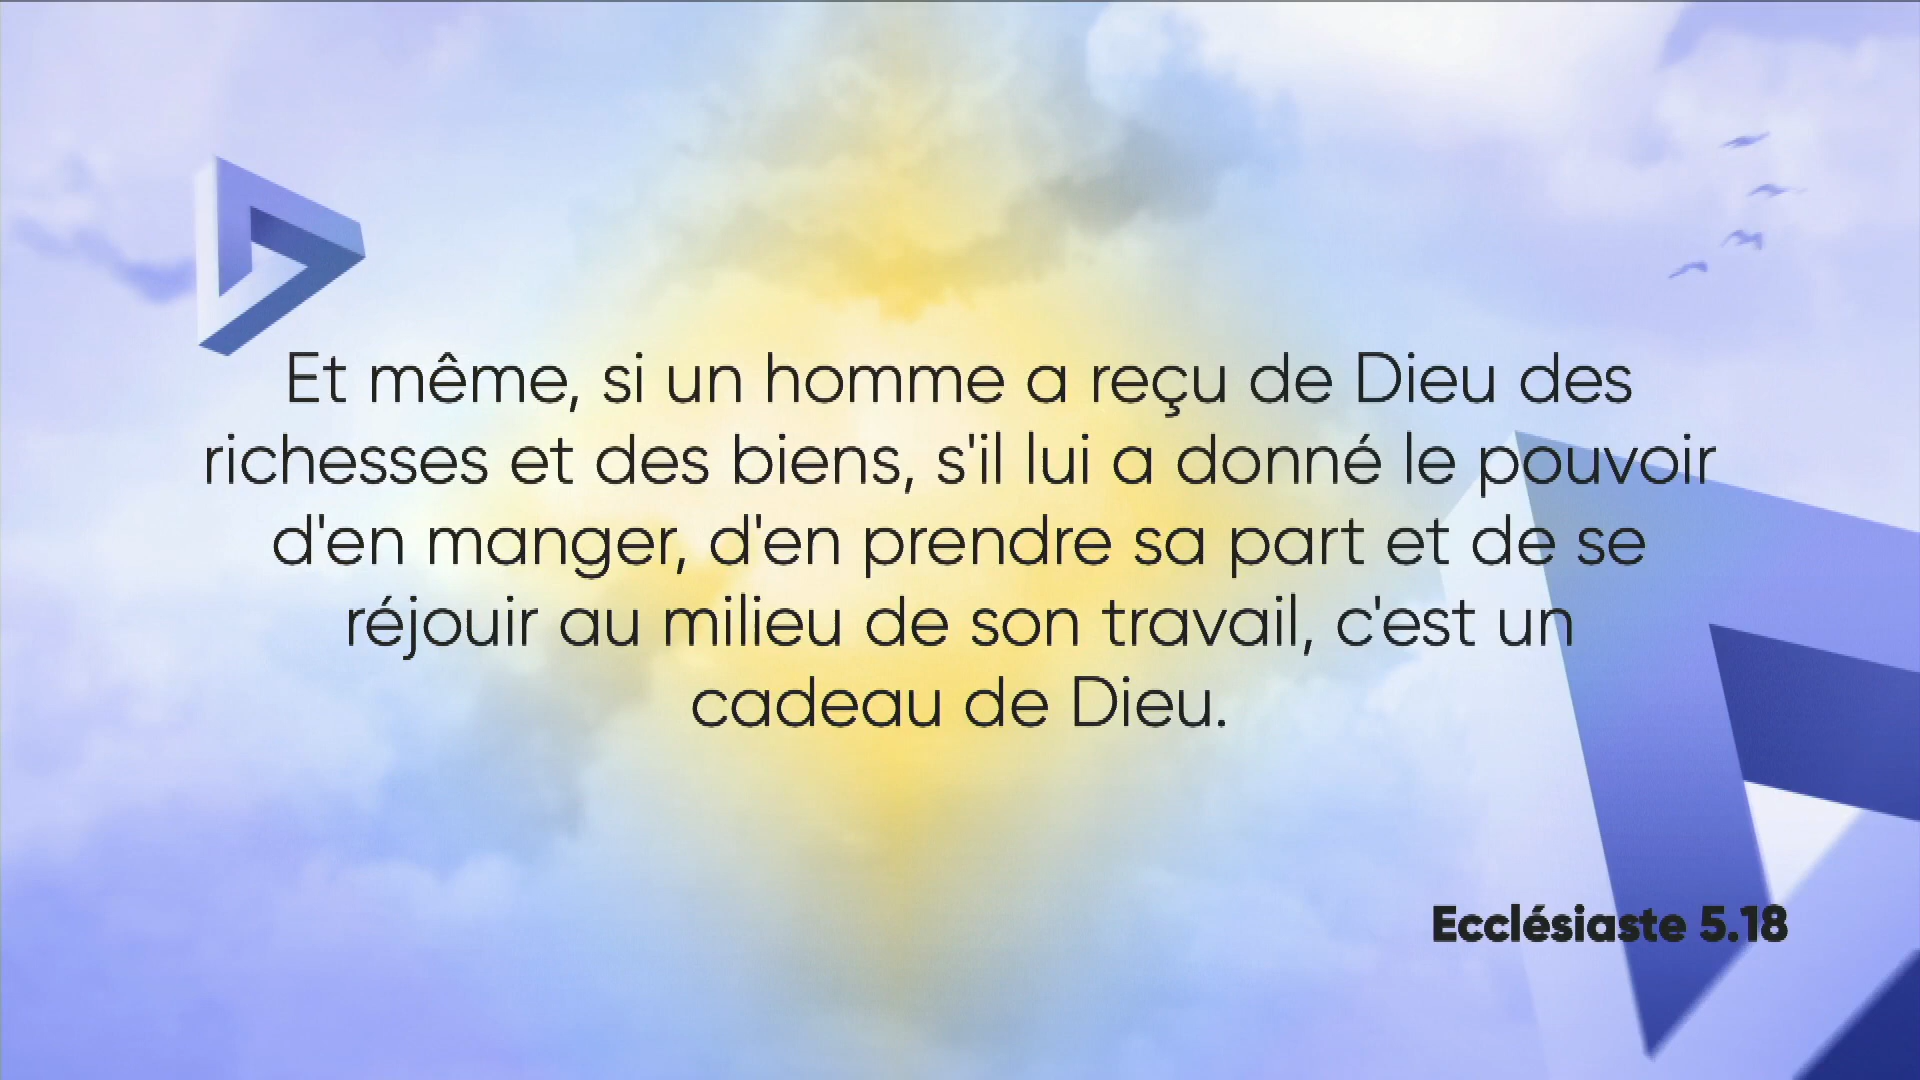 Et même, si un homme a reçu de Dieu des
richesses et des biens, s'il lui a donné le pouvoir
d'en manger, d'en prendre sa part et de se
réjouir au milieu de son travail, c'est un
cadeau de Dieu.
Ecclésiaste 5.18